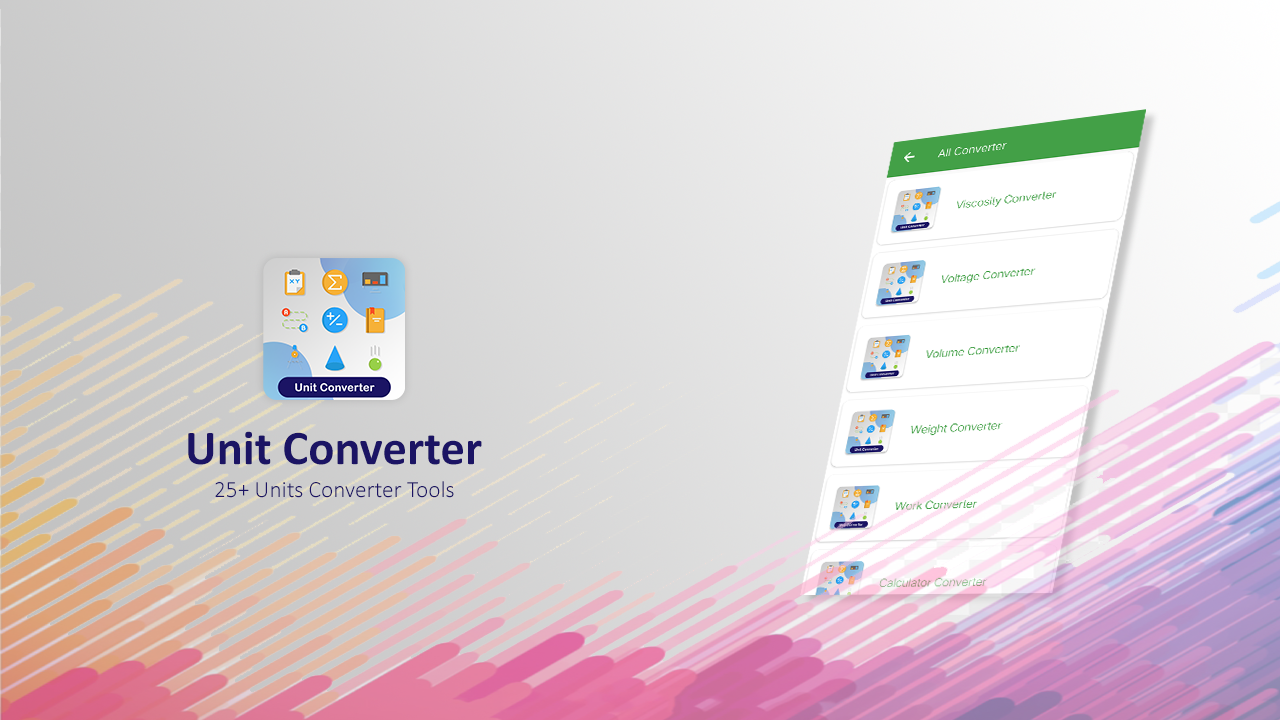 Unit Converter
Unit Converter
25+ Units Converter Tools
All Converter
Viscosity Converter
Voltage Converter
Volume Converter
Weight Converter
Work Converter
Calculator Converter